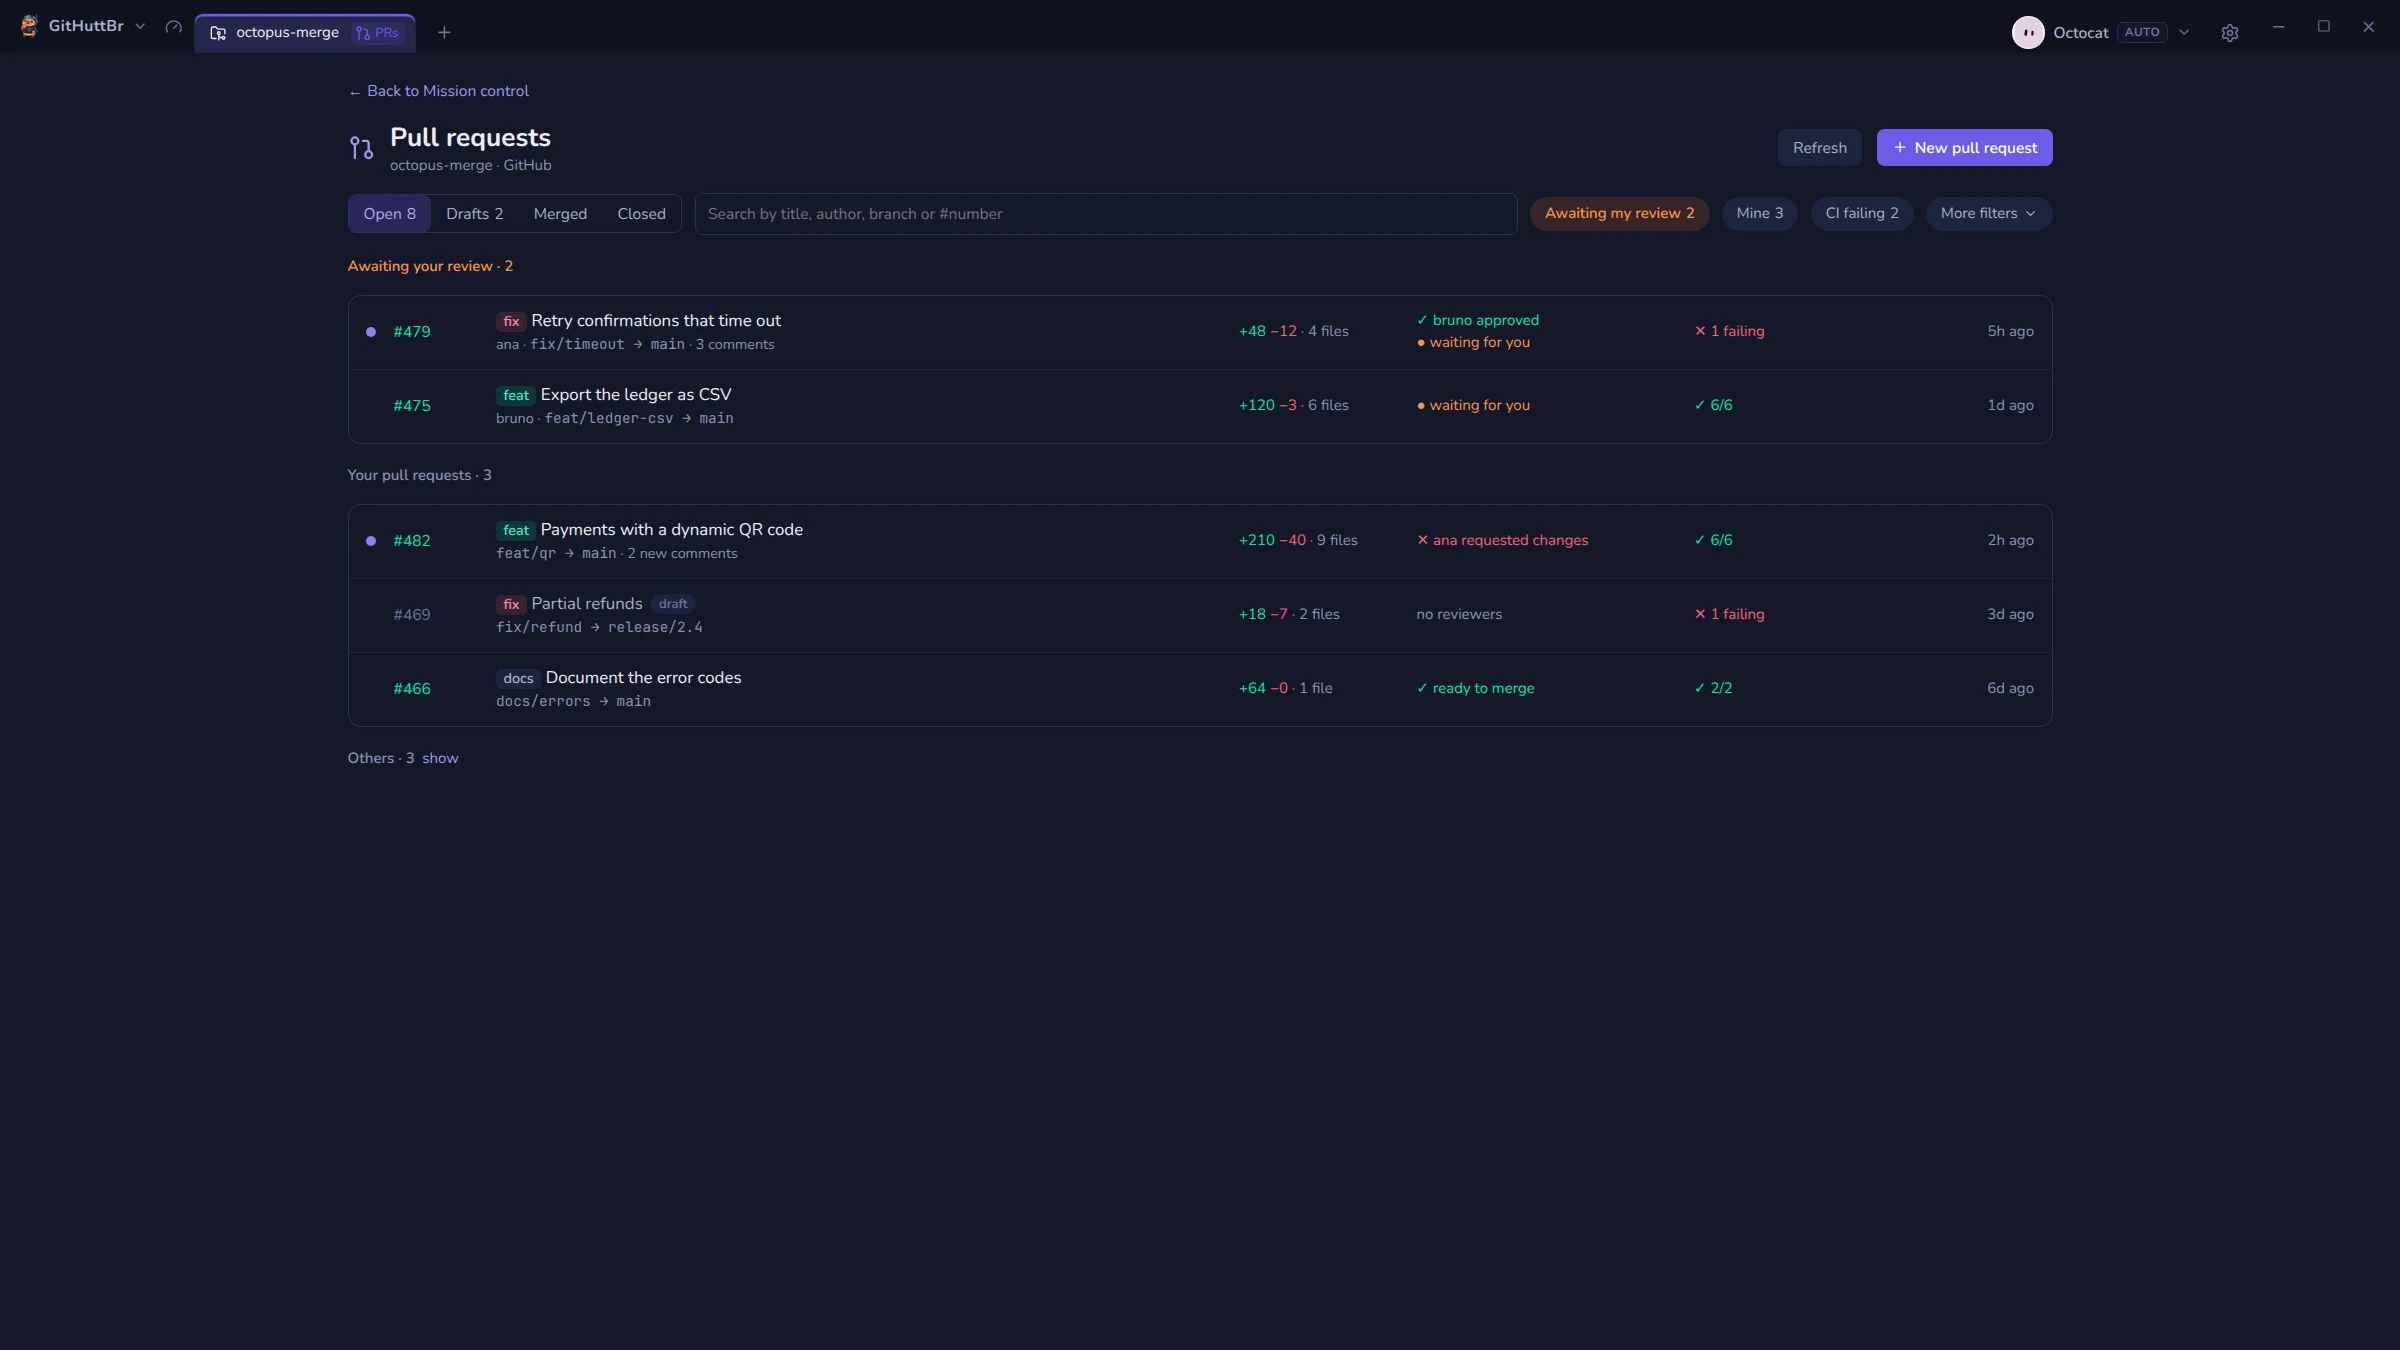 GitHuttBr
octopus-merge PRs
Octocat AUTO
← Back to Mission control
Pull requests
octopus-merge · GitHub
Refresh
+ New pull request
Open 8
Drafts 2
Merged
Closed
Search by title, author, branch or #number
Awaiting my review 2
Mine 3
CI failing 2
More filters
Awaiting your review · 2
#479
fix Retry confirmations that time out
ana · fix/timeout → main · 3 comments
+48 −12 · 4 files
✓ bruno approved
● waiting for you
✕ 1 failing
5h ago
#475
feat Export the ledger as CSV
bruno · feat/ledger-csv → main
+120 −3 · 6 files
● waiting for you
✓ 6/6
1d ago
Your pull requests · 3
#482
feat Payments with a dynamic QR code
feat/qr → main · 2 new comments
+210 −40 · 9 files
✕ ana requested changes
✓ 6/6
2h ago
#469
fix Partial refunds draft
fix/refund → release/2.4
+18 −7 · 2 files
no reviewers
✕ 1 failing
3d ago
#466
docs Document the error codes
docs/errors → main
+64 −0 · 1 file
✓ ready to merge
✓ 2/2
6d ago
Others · 3 show